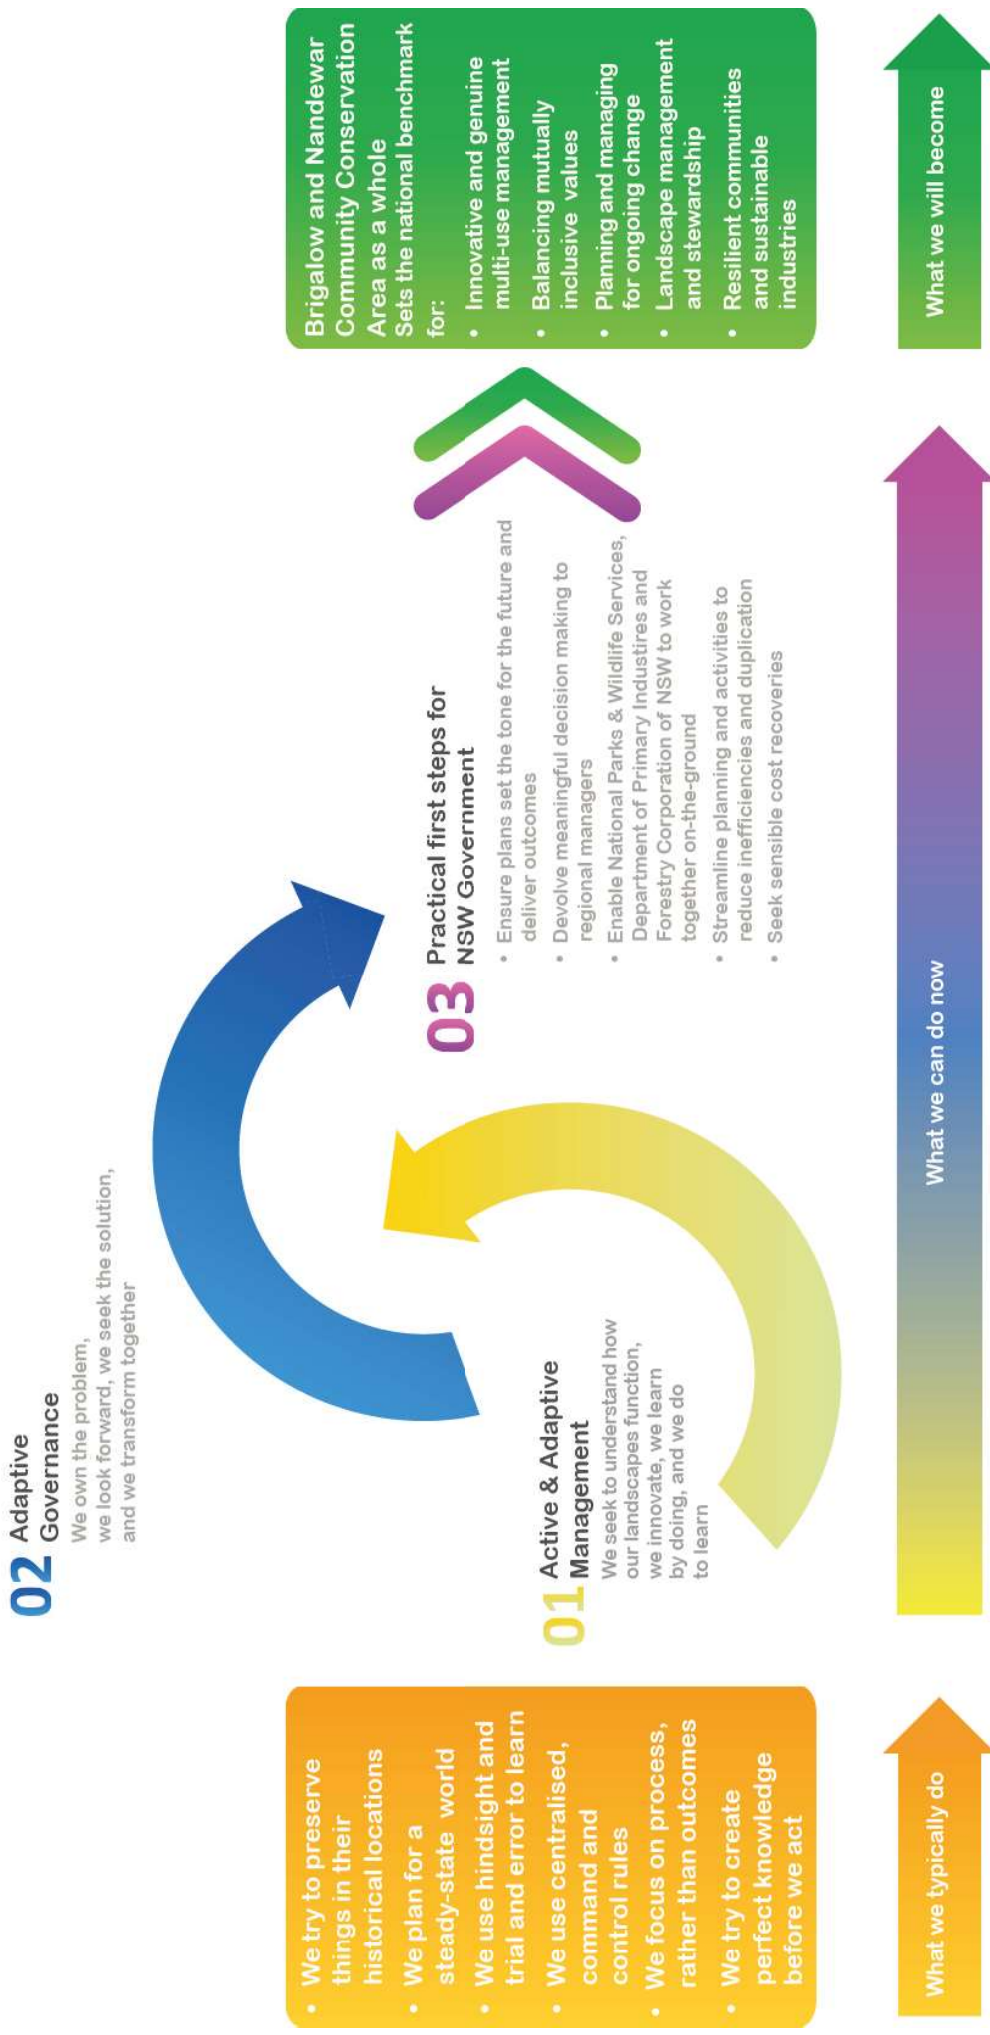 • We try to preserve
things in their
historical locations
• We plan for a
steady-state world
• We use hindsight and
trial and error to learn
• We use centralised,
command and
control rules
• We focus on process,
rather than outcomes
• We try to create
perfect knowledge
before we act
What we typically do
02 Adaptive
Governance
We own the problem,
we look forward, we seek the solution,
and we transform together
01 Active & Adaptive
Management
We seek to understand how
our landscapes function,
we innovate, we learn
by doing, and we do
to learn
03 Practical first steps for
NSW Government
• Ensure plans set the tone for the future and
deliver outcomes
• Devolve meaningful decision making to
regional managers
• Enable National Parks & Wildlife Services,
Department of Primary Industires and
Forestry Corporation of NSW to work
together on-the-ground
• Streamline planning and activities to
reduce inefficiencies and duplication
• Seek sensible cost recoveries
What we can do now
Brigalow and Nandewar
Community Conservation
Area as a whole
Sets the national benchmark
for:
• Innovative and genuine
multi-use management
• Balancing mutually
inclusive values
• Planning and managing
for ongoing change
• Landscape management
and stewardship
• Resilient communities
and sustainable
industries
What we will become